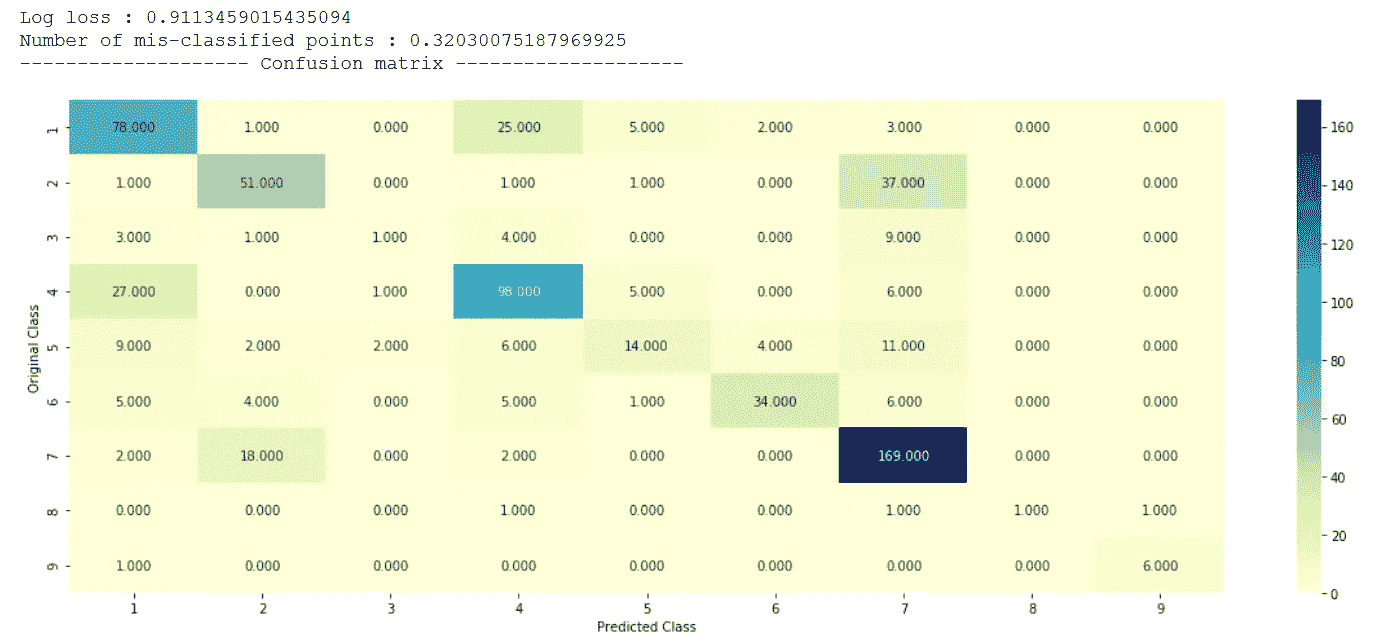 Log loss : 0.9113459015435094
Number of mis-classified points : 0.32030075187969925
-------------------- Confusion matrix --------------------
1 78.000 1.000 0.000 25.000 5.000 2.000 3.000 0.000 0.000
2 1.000 51.000 0.000 1.000 1.000 0.000 37.000 0.000 0.000
3 3.000 1.000 1.000 4.000 0.000 0.000 9.000 0.000 0.000
4 27.000 0.000 1.000 98.000 5.000 0.000 6.000 0.000 0.000
5 9.000 2.000 2.000 6.000 14.000 4.000 11.000 0.000 0.000
6 5.000 4.000 0.000 5.000 1.000 34.000 6.000 0.000 0.000
7 2.000 18.000 0.000 2.000 0.000 0.000 169.000 0.000 0.000
8 0.000 0.000 0.000 1.000 0.000 0.000 1.000 1.000 1.000
9 1.000 0.000 0.000 0.000 0.000 0.000 0.000 0.000 6.000
1 2 3 4 5 6 7 8 9
Predicted Class
Original Class
160
140
120
100
80
60
40
20
0